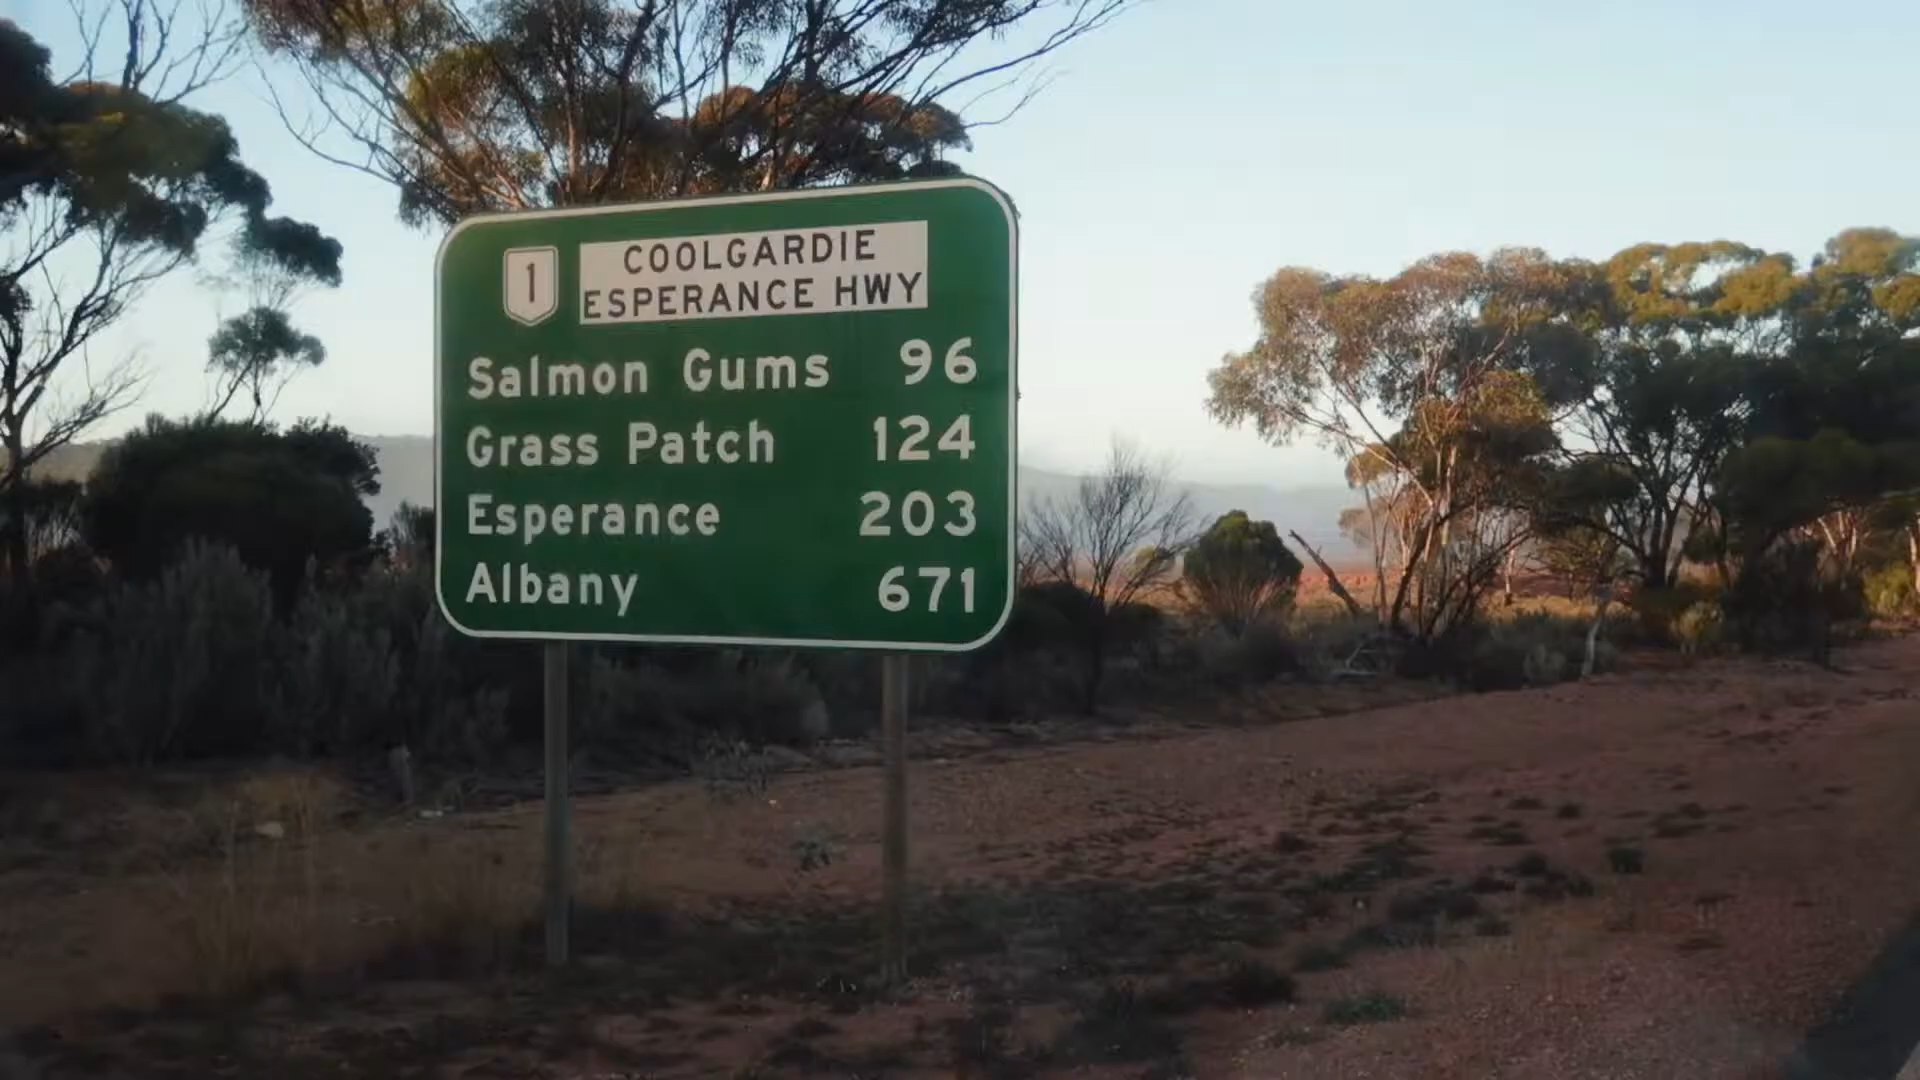 1
COOLGARDIE
ESPERANCE HWY
Salmon Gums 96
Grass Patch 124
Esperance 203
Albany 671